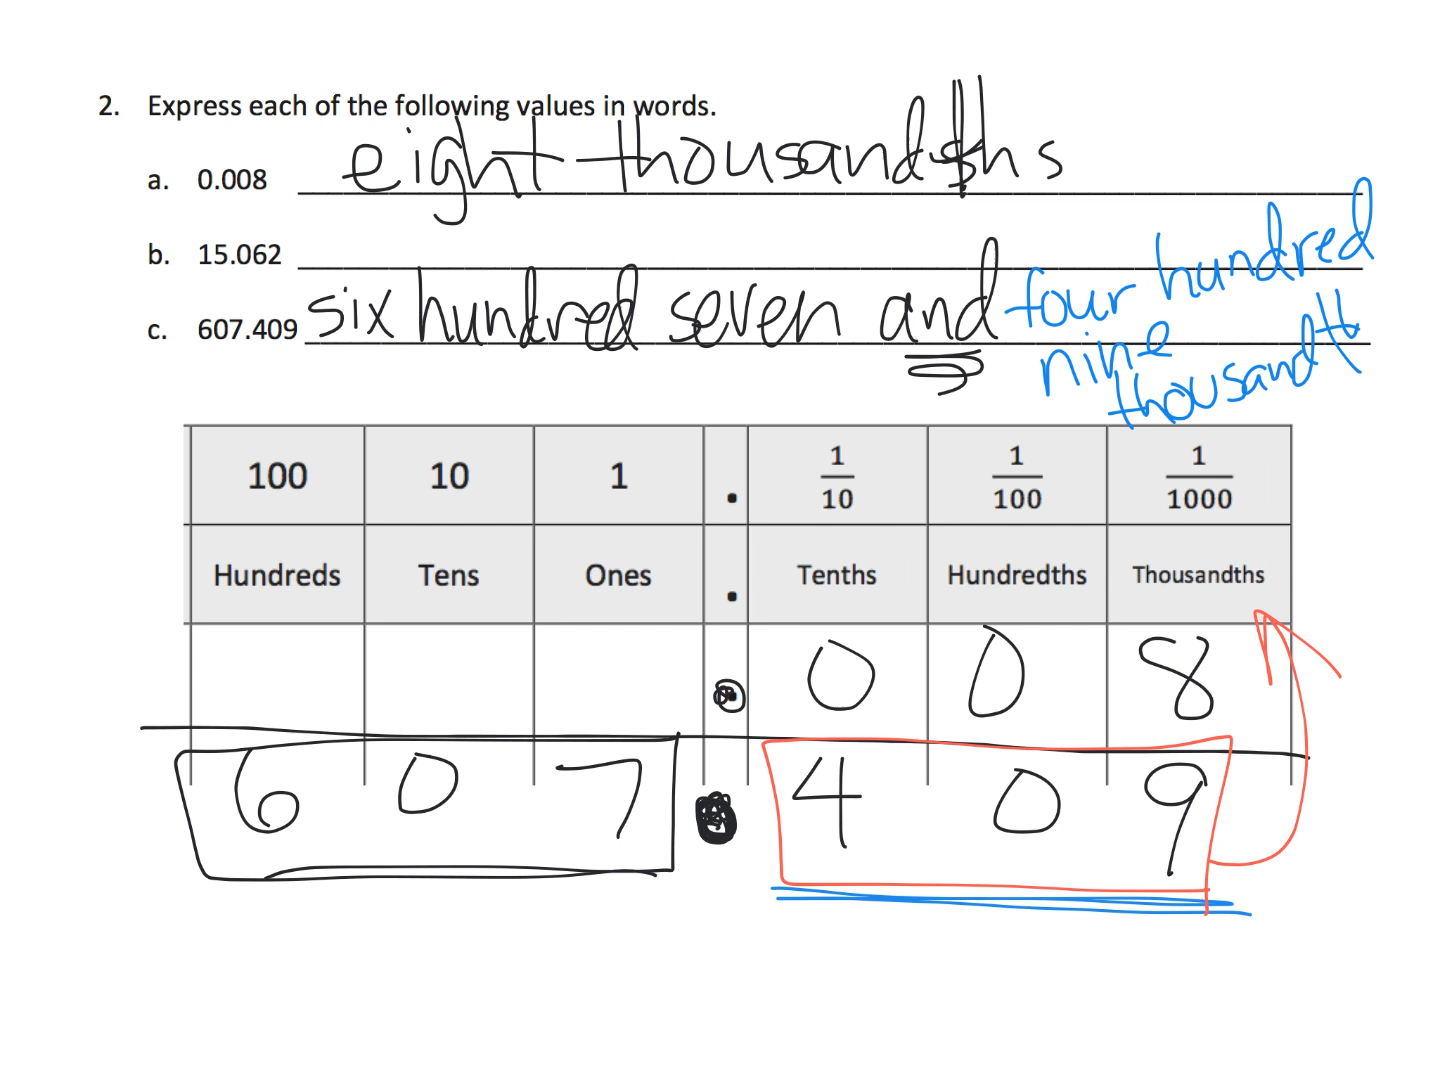 2. Express each of the following values in words.
a. 0.008 eight thousandths
b. 15.062
c. 607.409 six hundred seven and four hundred
nine
thousandth
100 10 1 . 1/10 1/100 1/1000
Hundreds Tens Ones . Tenths Hundredths Thousandths
. 0 0 8
6 0 7 . 4 0 9